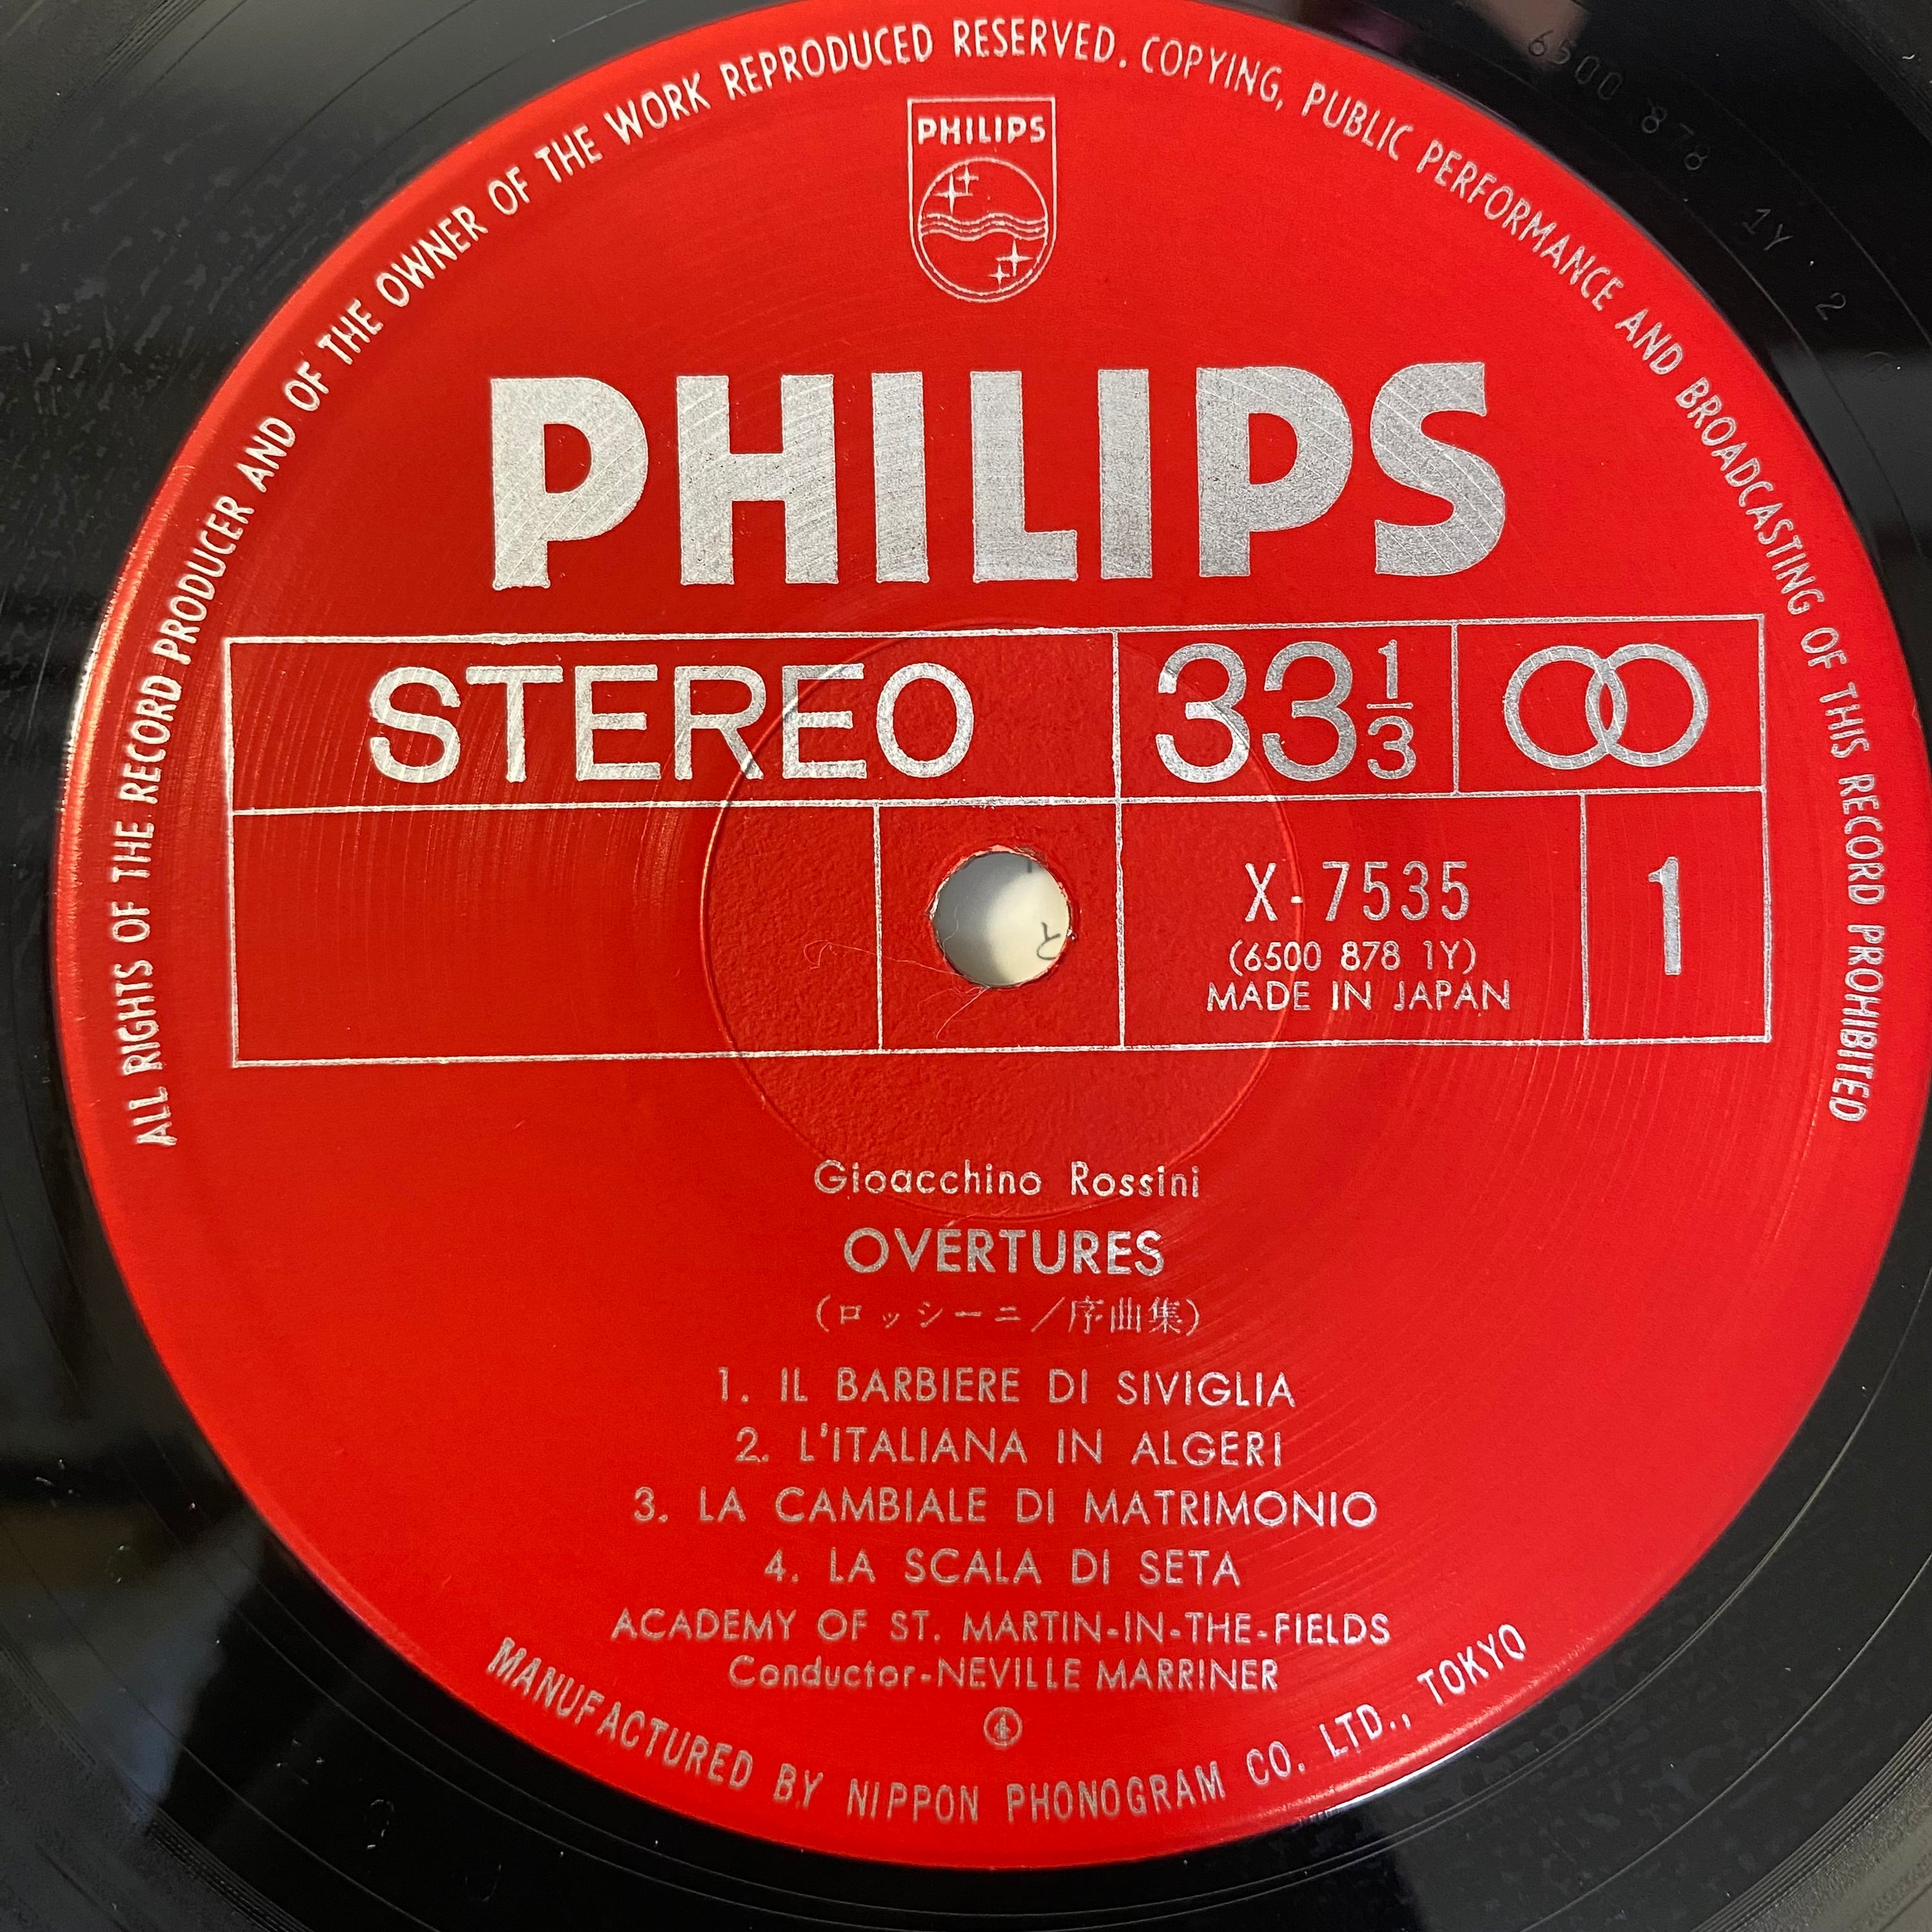 ALL RIGHTS OF THE RECORD PRODUCER AND OF THE OWNER OF THE WORK REPRODUCED RESERVED. COPYING, PUBLIC PERFORMANCE AND BROADCASTING OF THIS RECORD PROHIBITED
6500 878 1Y 2
PHILIPS
PHILIPS
STEREO
33 1/3
X-7535
(6500 878 1Y)
MADE IN JAPAN
1
と
Gioacchino Rossini
OVERTURES
(ロッシーニ/序曲集)
1. IL BARBIERE DI SIVIGLIA
2. L'ITALIANA IN ALGERI
3. LA CAMBIALE DI MATRIMONIO
4. LA SCALA DI SETA
ACADEMY OF ST. MARTIN-IN-THE-FIELDS
Conductor-NEVILLE MARRINER
MANUFACTURED BY NIPPON PHONOGRAM CO. LTD., TOKYO